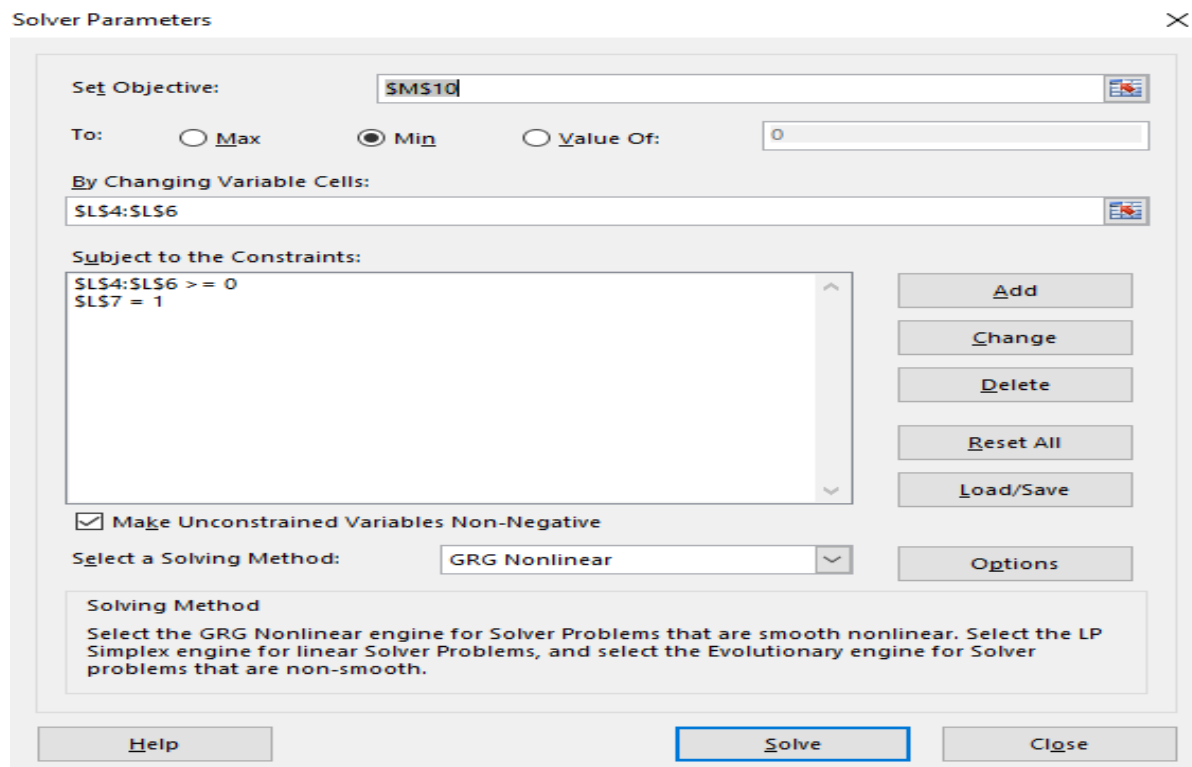 Solver Parameters
Set Objective:
$M$10
To:
Max
Min
Value Of:
0
By Changing Variable Cells:
$L$4:$L$6
Subject to the Constraints:
$L$4:$L$6 >= 0
$L$7 = 1
Add
Change
Delete
Reset All
Load/Save
Make Unconstrained Variables Non-Negative
Select a Solving Method:
GRG Nonlinear
Options
Solving Method
Select the GRG Nonlinear engine for Solver Problems that are smooth nonlinear. Select the LP
Simplex engine for linear Solver Problems, and select the Evolutionary engine for Solver
problems that are non-smooth.
Help
Solve
Close